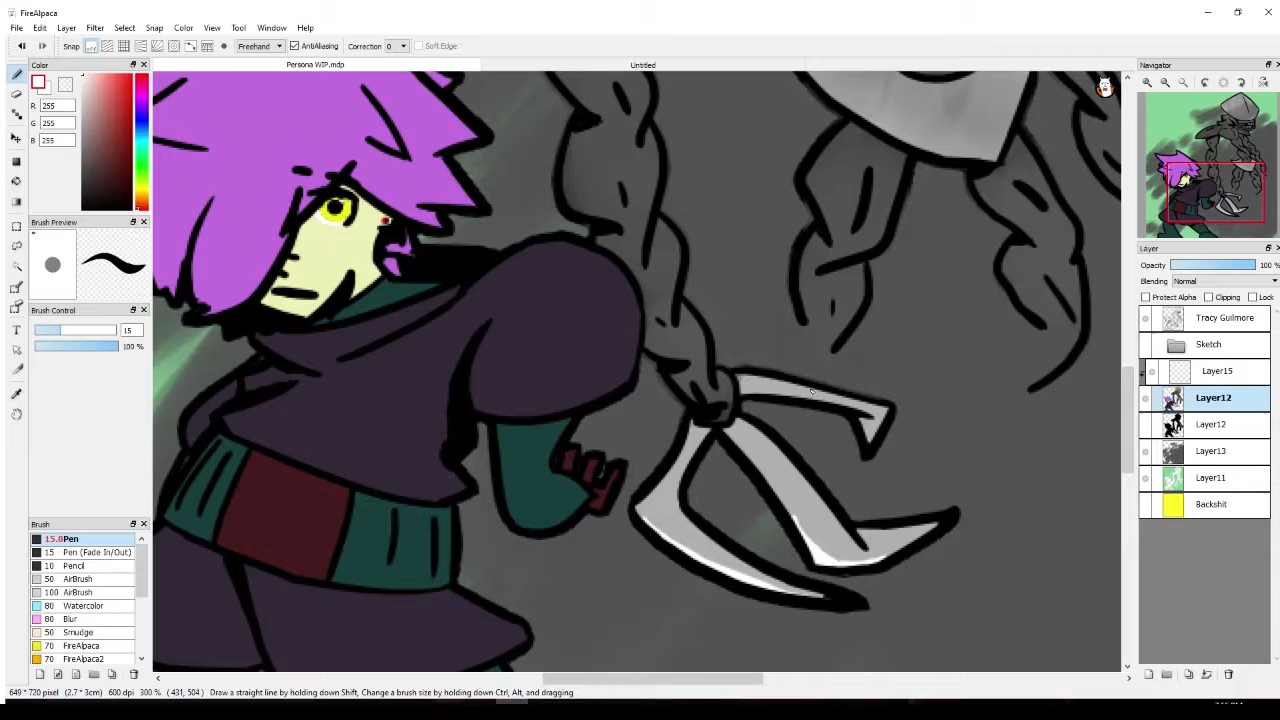 FireAlpaca
File Edit Layer Filter Select Snap Color View Tool Window Help
Snap OFF Freehand AntiAliasing Correction 0 Soft Edge
Color Persona WIP.mdp Untitled Navigator
R 255
G 255
B 255
Brush Preview
Brush Control
15
100 %
Layer
Opacity 100 %
Blending Normal
Protect Alpha Clipping Lock
Tracy Guilmore
Sketch
Layer15
Layer12
Layer12
Layer13
Layer11
Backshit
Brush
15.0 Pen
15 Pen (Fade In/Out)
10 Pencil
50 AirBrush
100 AirBrush
80 Watercolor
80 Blur
50 Smudge
70 FireAlpaca
70 FireAlpaca2
649 * 720 pixel (2.7 * 3cm) 600 dpi 300 % ( 431, 504 ) Draw a straight line by holding down Shift, Change a brush size by holding down Ctrl, Alt, and dragging